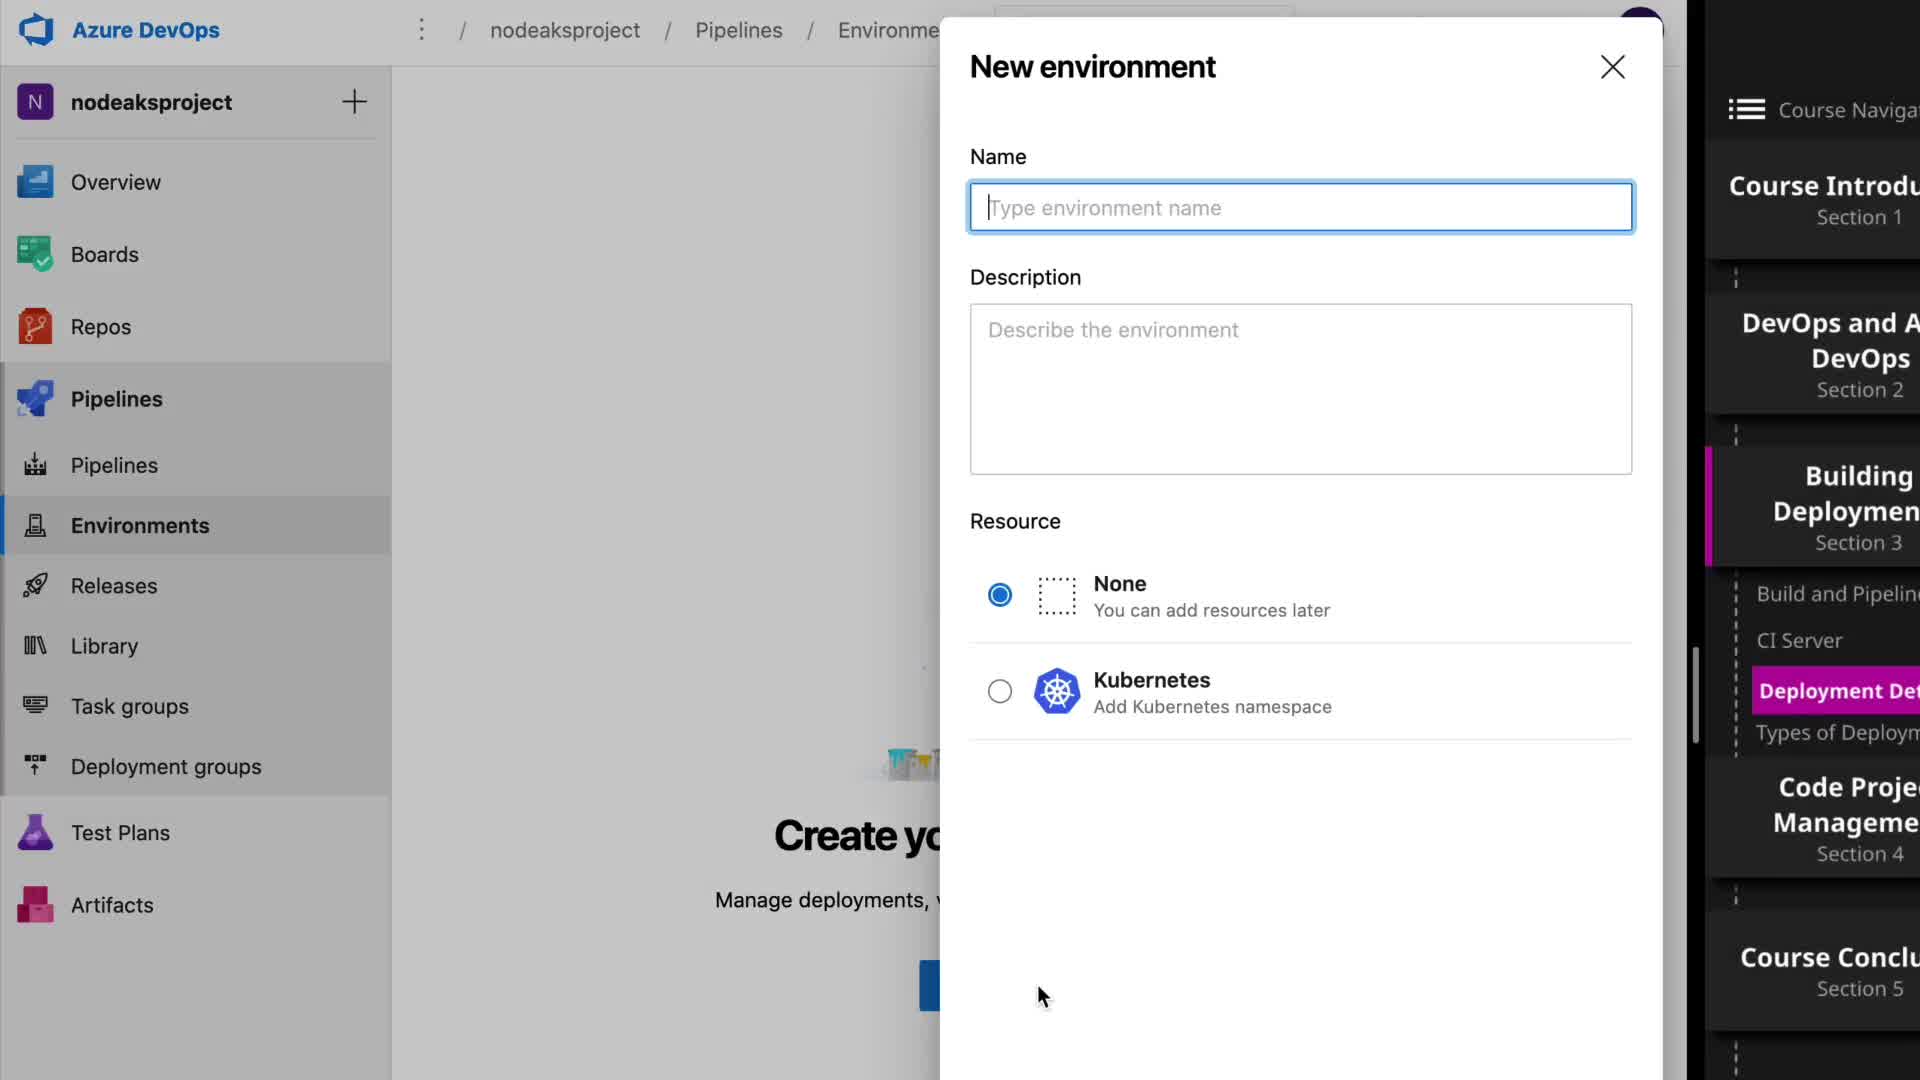 Azure DevOps
/ nodeaksproject / Pipelines / Environme
N nodeaksproject
Overview
Boards
Repos
Pipelines
Pipelines
Environments
Releases
Library
Task groups
Deployment groups
Test Plans
Artifacts
Create yo
Manage deployments,
New environment
Name
Type environment name
Description
Describe the environment
Resource
None
You can add resources later
Kubernetes
Add Kubernetes namespace
Course Naviga
Course Introdu
Section 1
DevOps and A
DevOps
Section 2
Building
Deploymen
Section 3
Build and Pipelin
CI Server
Deployment Det
Types of Deploym
Code Proje
Manageme
Section 4
Course Conclu
Section 5